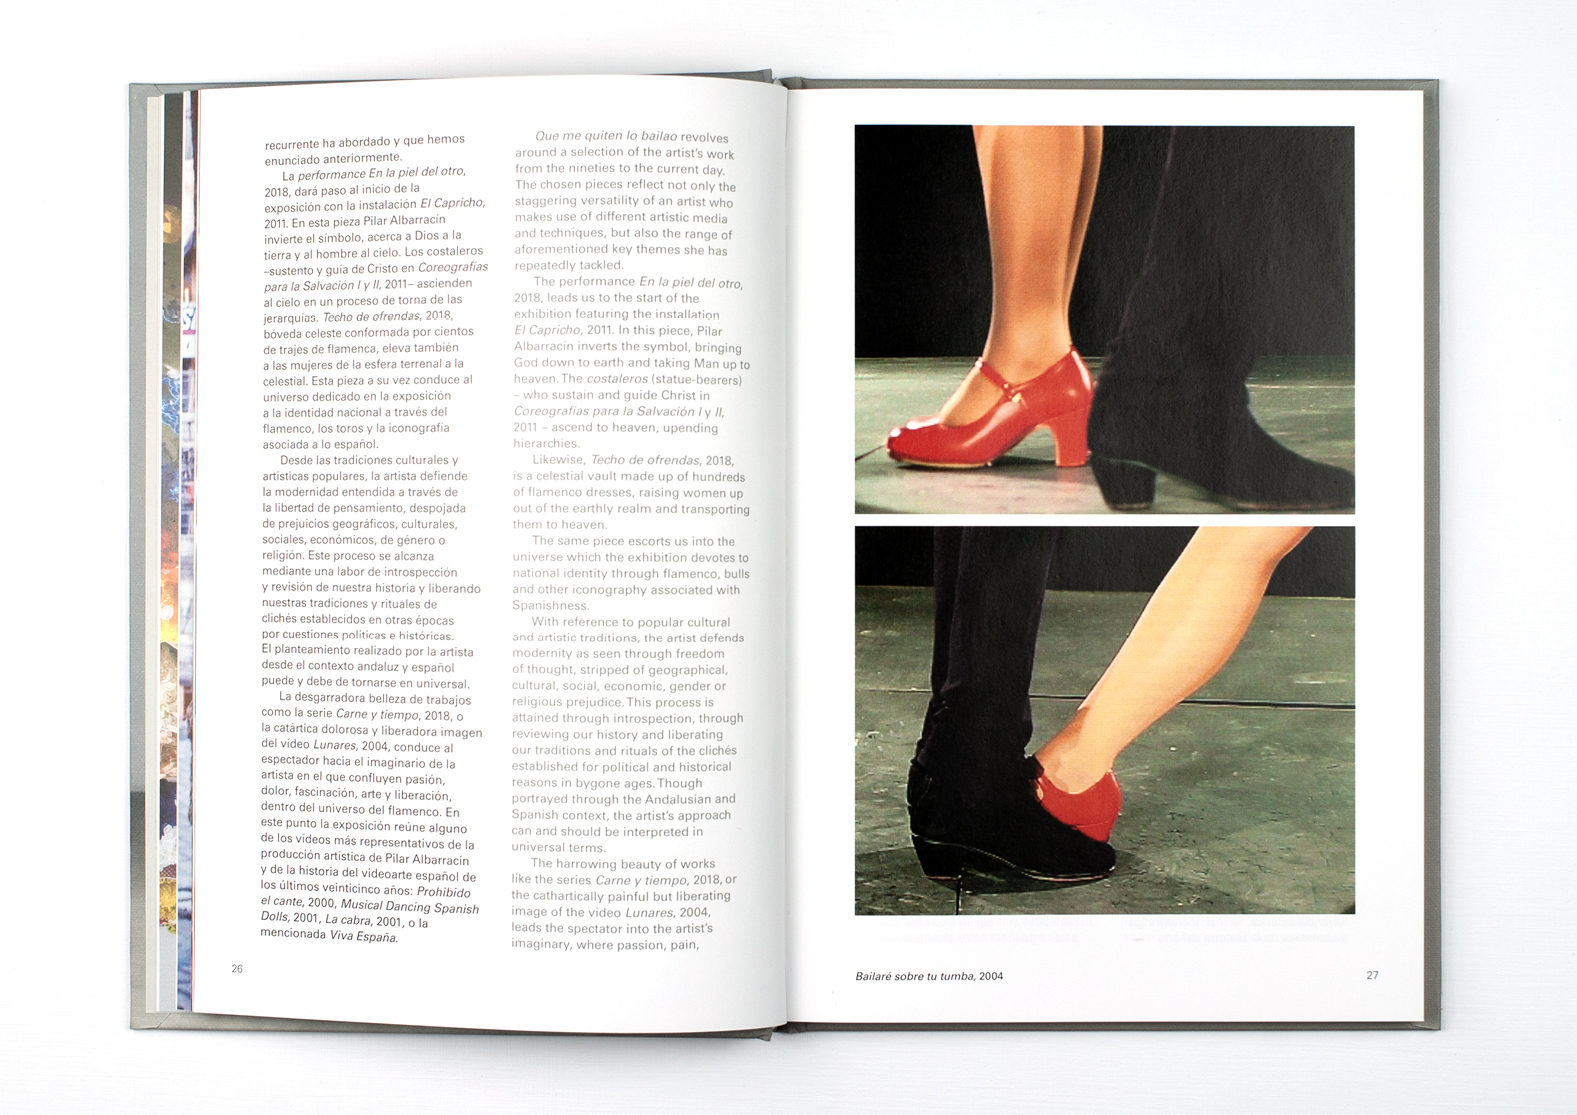 recurrente ha abordado y que hemos
enunciado anteriormente.
La performance En la piel del otro,
2018, dará paso al inicio de la
exposición con la instalación El Capricho,
2011. En esta pieza Pilar Albarracín
invierte el símbolo, acerca a Dios a la
tierra y al hombre al cielo. Los costaleros
–sustento y guía de Cristo en Coreografías
para la Salvación I y II, 2011– ascienden
al cielo en un proceso de torna de las
jerarquías. Techo de ofrendas, 2018,
bóveda celeste conformada por cientos
de trajes de flamenca, eleva también
a las mujeres de la esfera terrenal a la
celestial. Esta pieza a su vez conduce al
universo dedicado en la exposición
a la identidad nacional a través del
flamenco, los toros y la iconografía
asociada a lo español.
Desde las tradiciones culturales y
artísticas populares, la artista defiende
la modernidad entendida a través de
la libertad de pensamiento, despojada
de prejuicios geográficos, culturales,
sociales, económicos, de género o
religión. Este proceso se alcanza
mediante una labor de introspección
y revisión de nuestra historia y liberando
nuestras tradiciones y rituales de
clichés establecidos en otras épocas
por cuestiones políticas e históricas.
El planteamiento realizado por la artista
desde el contexto andaluz y español
puede y debe de tornarse en universal.
La desgarradora belleza de trabajos
como la serie Carne y tiempo, 2018, o
la catártica dolorosa y liberadora imagen
del vídeo Lunares, 2004, conduce al
espectador hacia el imaginario de la
artista en el que confluyen pasión,
dolor, fascinación, arte y liberación,
dentro del universo del flamenco. En
este punto la exposición reúne alguno
de los vídeos más representativos de la
producción artística de Pilar Albarracín
y de la historia del videoarte español de
los últimos veinticinco años: Prohibido
el cante, 2000, Musical Dancing Spanish
Dolls, 2001, La cabra, 2001, o la
mencionada Viva España.
26
Que me quiten lo bailao revolves
around a selection of the artist's work
from the nineties to the current day.
The chosen pieces reflect not only the
staggering versatility of an artist who
makes use of different artistic media
and techniques, but also the range of
aforementioned key themes she has
repeatedly tackled.
The performance En la piel del otro,
2018, leads us to the start of the
exhibition featuring the installation
El Capricho, 2011. In this piece, Pilar
Albarracín inverts the symbol, bringing
God down to earth and taking Man up to
heaven. The costaleros (statue-bearers)
– who sustain and guide Christ in
Coreografías para la Salvación I y II,
2011 – ascend to heaven, upending
hierarchies.
Likewise, Techo de ofrendas, 2018,
is a celestial vault made up of hundreds
of flamenco dresses, raising women up
out of the earthly realm and transporting
them to heaven.
The same piece escorts us into the
universe which the exhibition devotes to
national identity through flamenco, bulls
and other iconography associated with
Spanishness.
With reference to popular cultural
and artistic traditions, the artist defends
modernity as seen through freedom
of thought, stripped of geographical,
cultural, social, economic, gender or
religious prejudice. This process is
attained through introspection, through
reviewing our history and liberating
our traditions and rituals of the clichés
established for political and historical
reasons in bygone ages. Though
portrayed through the Andalusian and
Spanish context, the artist's approach
can and should be interpreted in
universal terms.
The harrowing beauty of works
like the series Carne y tiempo, 2018, or
the cathartically painful but liberating
image of the video Lunares, 2004,
leads the spectator into the artist's
imaginary, where passion, pain,
Bailaré sobre tu tumba, 2004
27